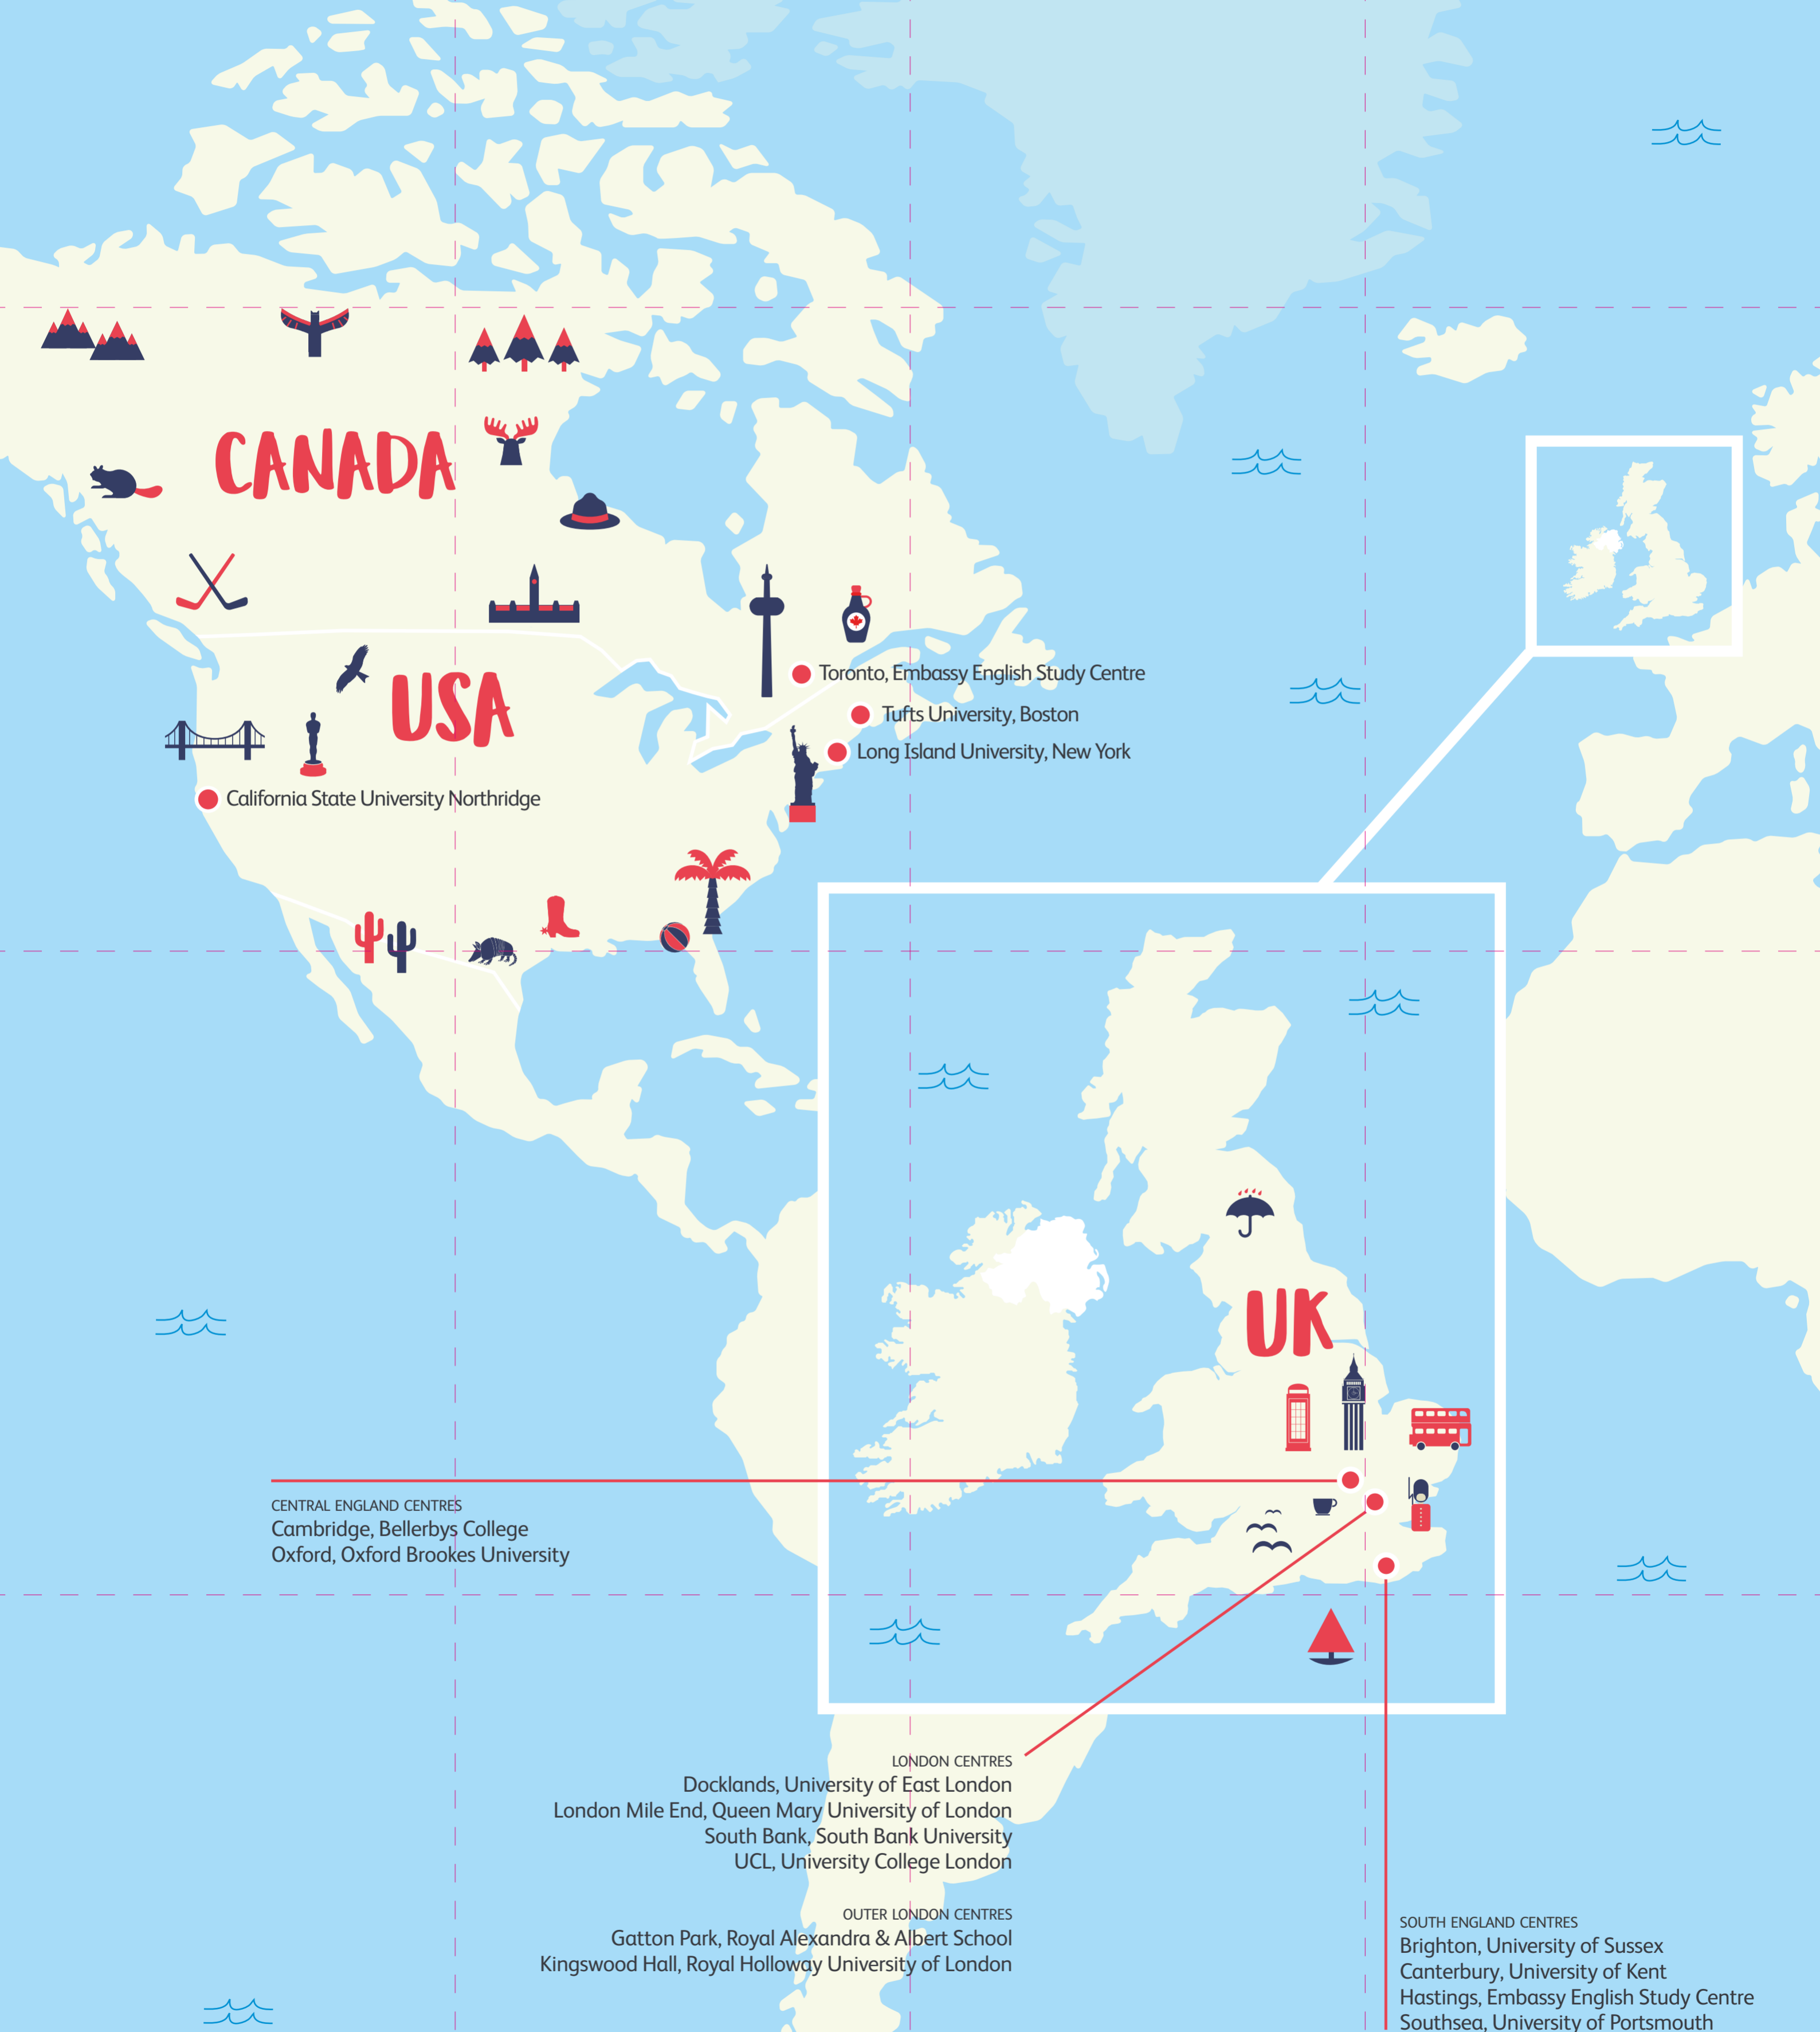 CANADA
Toronto, Embassy English Study Centre
USA
Tufts University, Boston
Long Island University, New York
California State University Northridge
UK
CENTRAL ENGLAND CENTRES
Cambridge, Bellerbys College
Oxford, Oxford Brookes University
LONDON CENTRES
Docklands, University of East London
London Mile End, Queen Mary University of London
South Bank, South Bank University
UCL, University College London
OUTER LONDON CENTRES
Gatton Park, Royal Alexandra & Albert School
Kingswood Hall, Royal Holloway University of London
SOUTH ENGLAND CENTRES
Brighton, University of Sussex
Canterbury, University of Kent
Hastings, Embassy English Study Centre
Southsea, University of Portsmouth